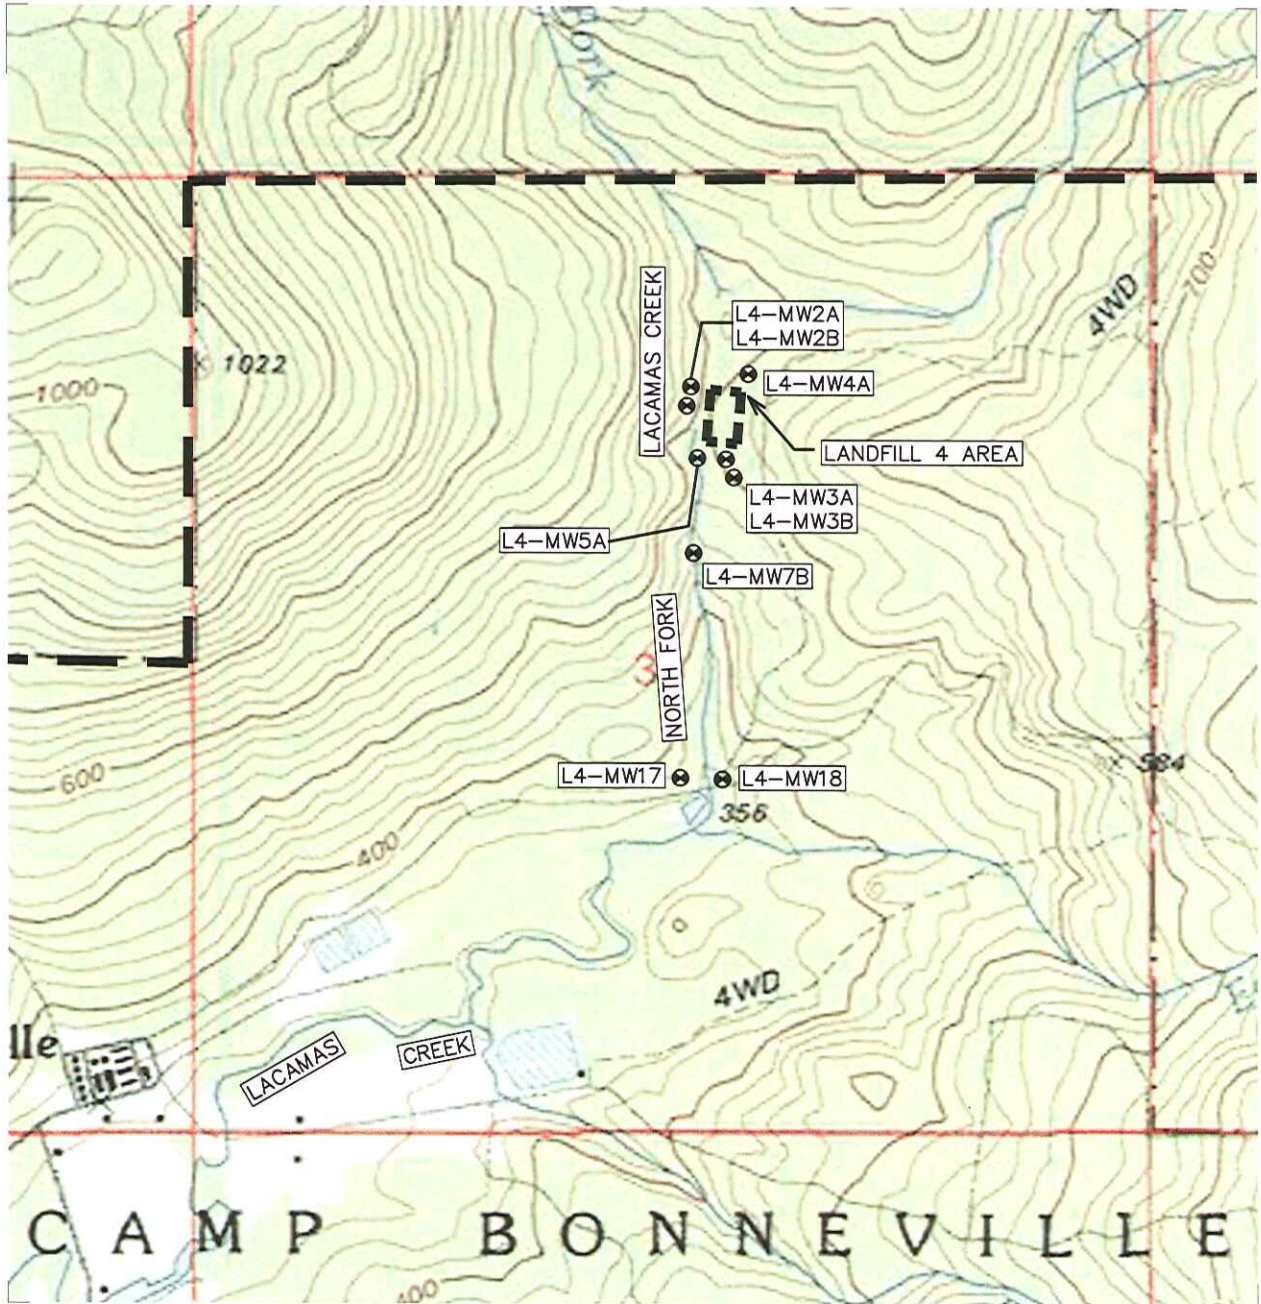 Fork
LACAMAS CREEK
L4-MW2A
L4-MW2B
4WD
700
1022
1000
L4-MW4A
LANDFILL 4 AREA
L4-MW3A
L4-MW3B
L4-MW5A
L4-MW7B
NORTH FORK
3
600
L4-MW17
L4-MW18
356
400
4WD
lle
LACAMAS
CREEK
CAMP BONNEVILLE
400